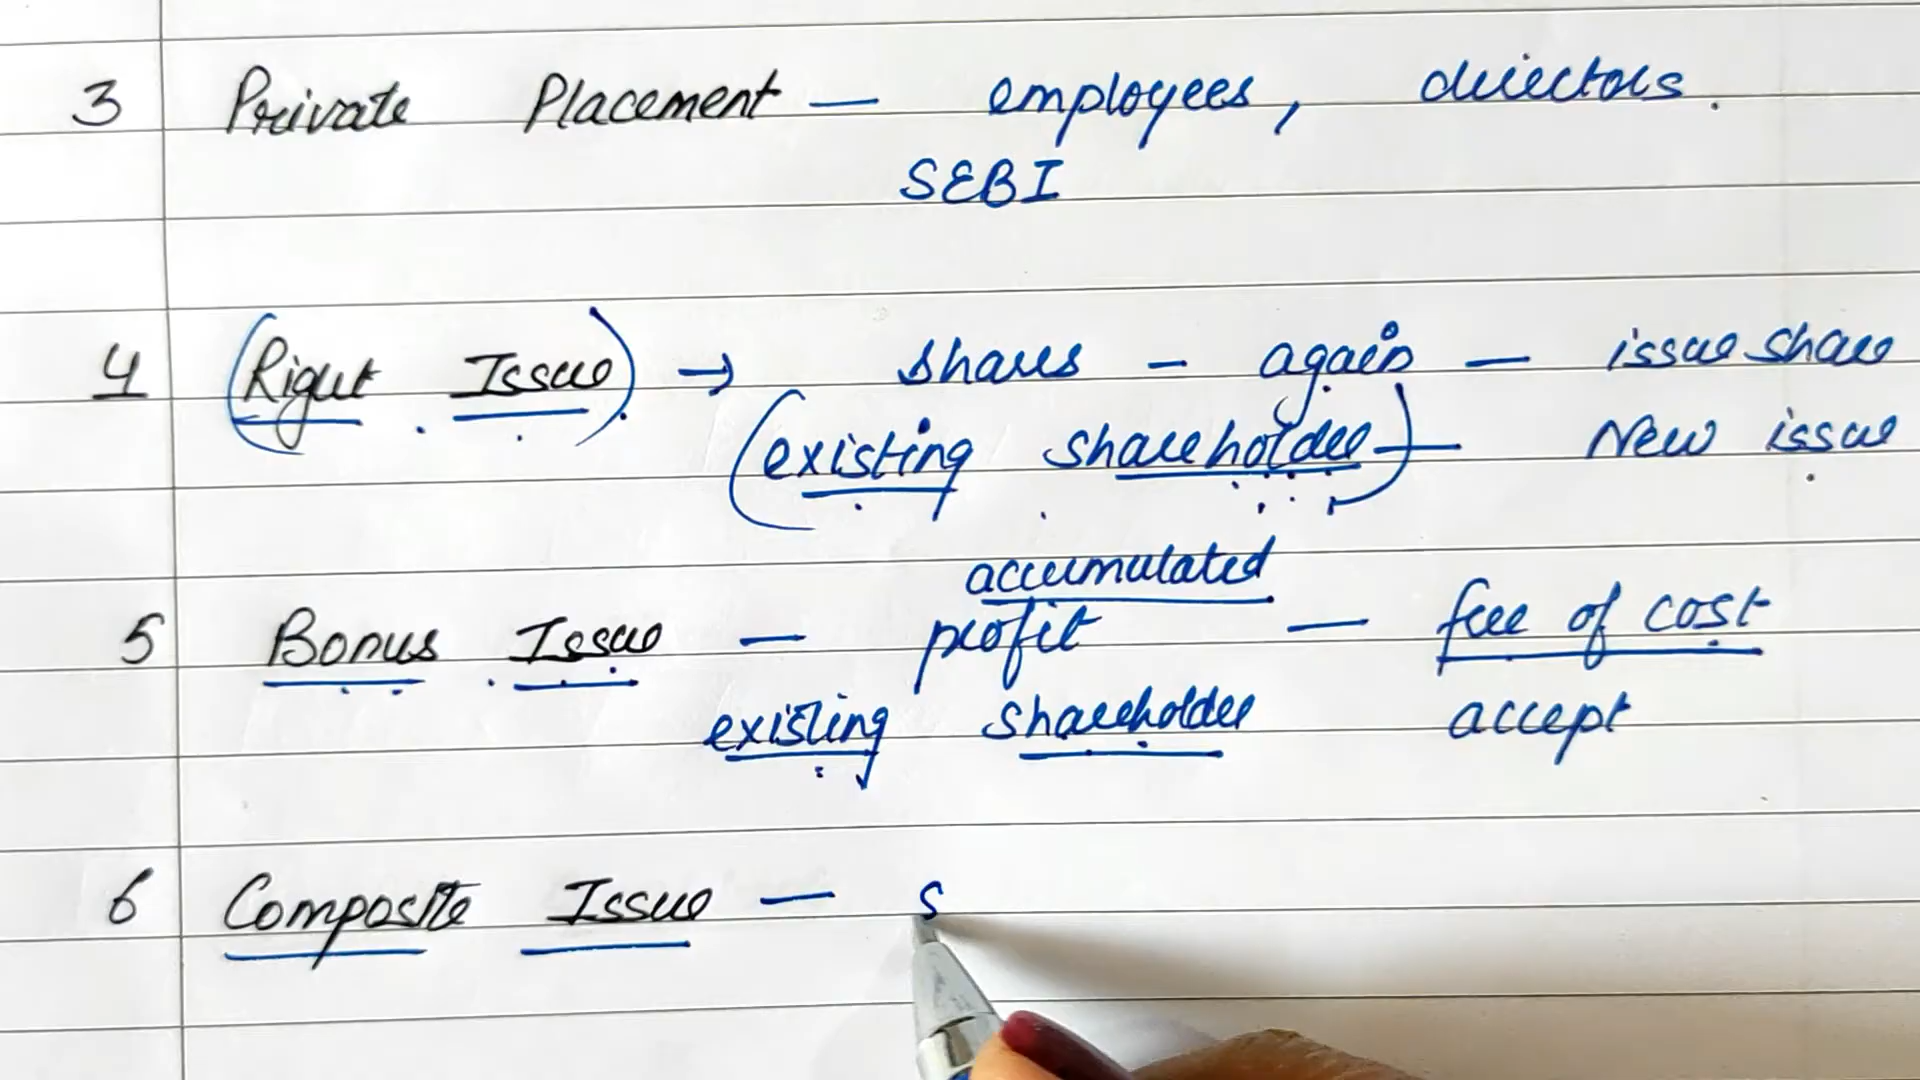 3 Private Placement — employees, directors.
SEBI
4 (Right Issue) → shares - again — issue share
(existing shareholder) — New issue
accumulated
5 Bonus Issue — profit — free of cost
existing shareholder accept
6 Composite Issue — s